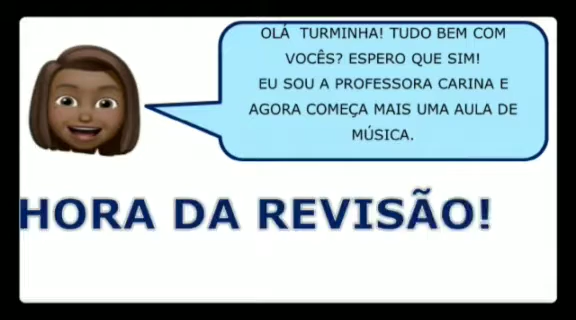 OLÁ TURMINHA! TUDO BEM COM
VOCÊS? ESPERO QUE SIM!
EU SOU A PROFESSORA CARINA E
AGORA COMEÇA MAIS UMA AULA DE
MÚSICA.
HORA DA REVISÃO!